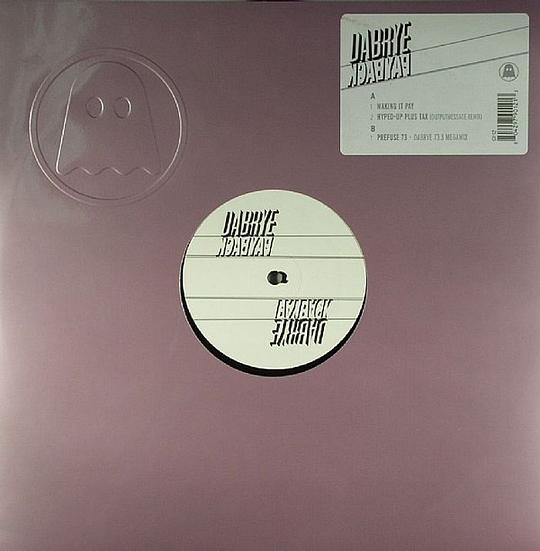 DABRYE
PAYBACK
A
1 MAKING IT PAY
2 HYPED-UP PLUS TAX (OUTPUTMESSAGE REMIX)
B
1 PREFUSE 73 - DABRYE 73.3 MEGAMIX
DABRYE
PAYBACK
PAYBACK
DABRYE